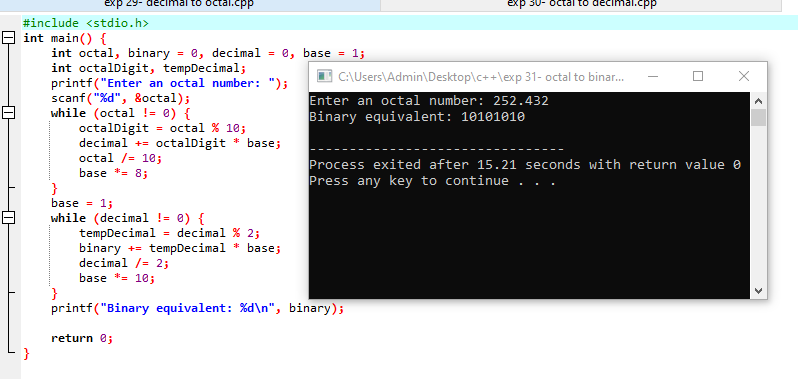 exp 29- decimal to octal.cpp
exp 30- octal to decimal.cpp
#include <stdio.h>
int main() {
    int octal, binary = 0, decimal = 0, base = 1;
    int octalDigit, tempDecimal;
    printf("Enter an octal number: ");
    scanf("%d", &octal);
    while (octal != 0) {
        octalDigit = octal % 10;
        decimal += octalDigit * base;
        octal /= 10;
        base *= 8;
    }
    base = 1;
    while (decimal != 0) {
        tempDecimal = decimal % 2;
        binary += tempDecimal * base;
        decimal /= 2;
        base *= 10;
    }
    printf("Binary equivalent: %d\n", binary);
    return 0;
}
C:\Users\Admin\Desktop\c++\exp 31- octal to binar...
Enter an octal number: 252.432
Binary equivalent: 10101010
--------------------------------
Process exited after 15.21 seconds with return value 0
Press any key to continue . . .